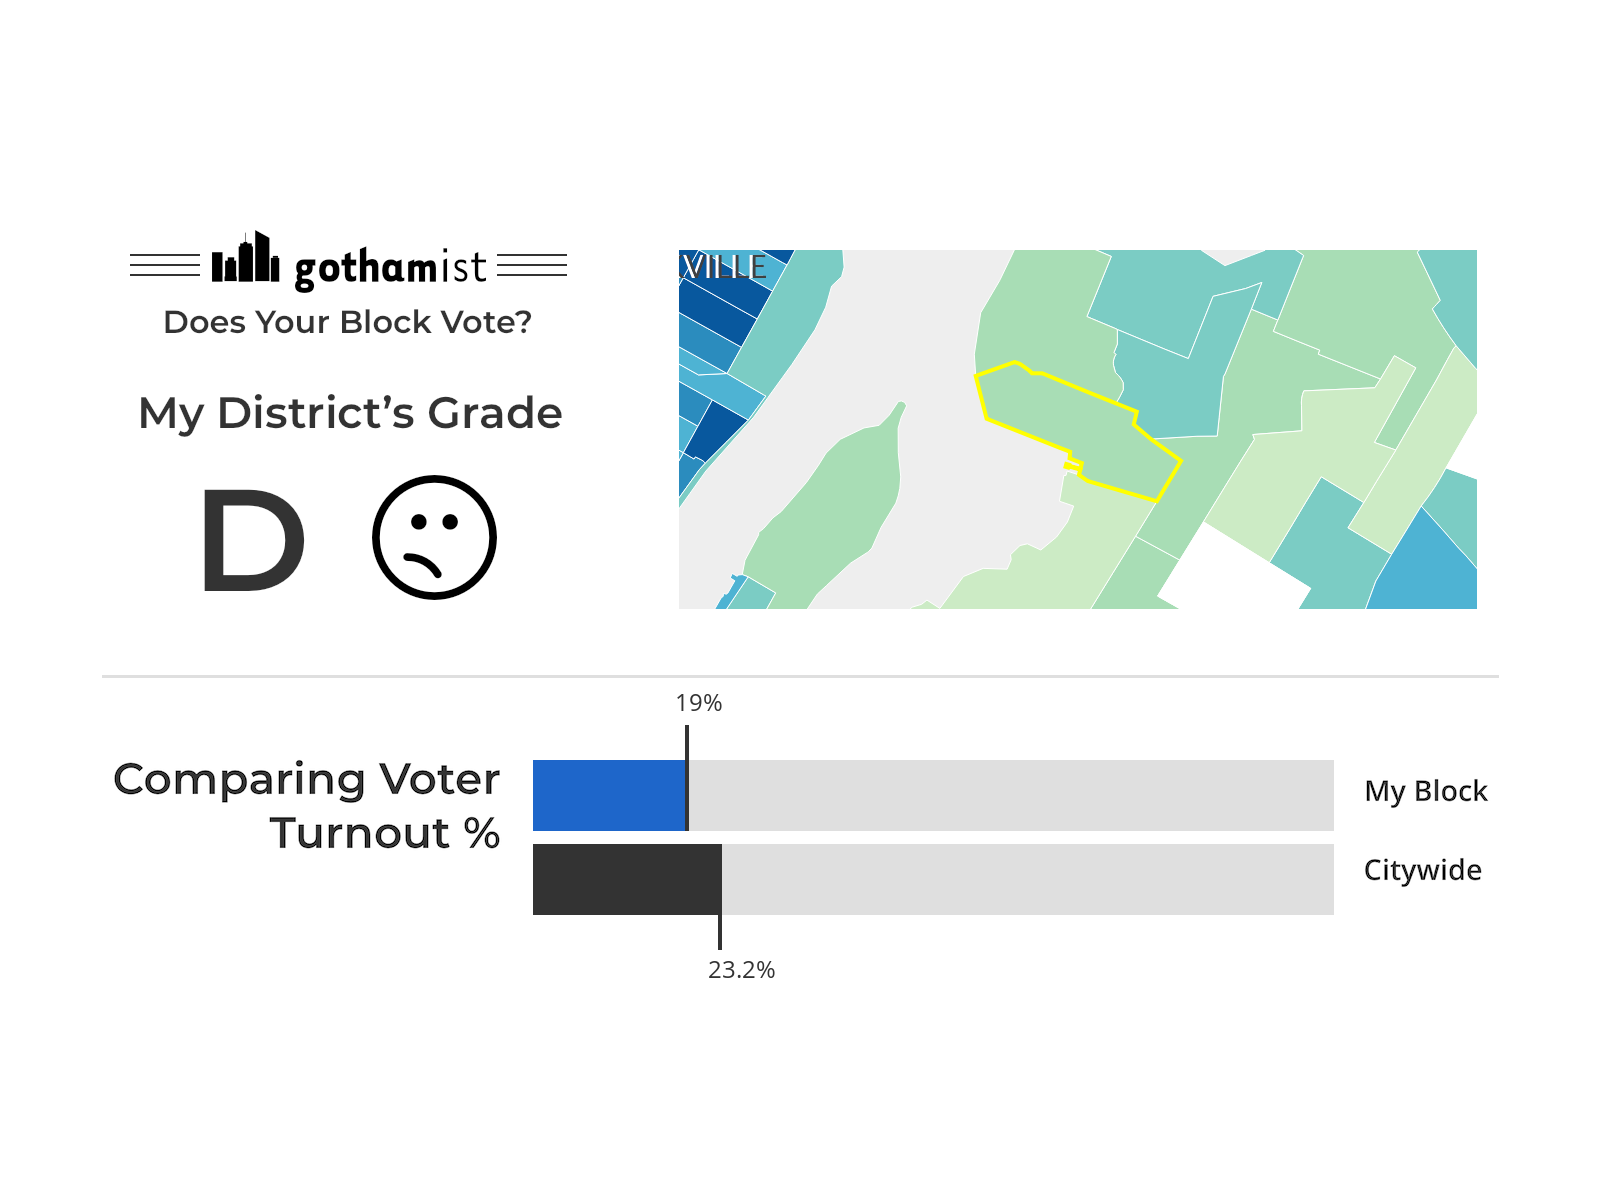 gothamist
Does Your Block Vote?
My District’s Grade
D
VILLE
19%
Comparing Voter
Turnout %
My Block
Citywide
23.2%